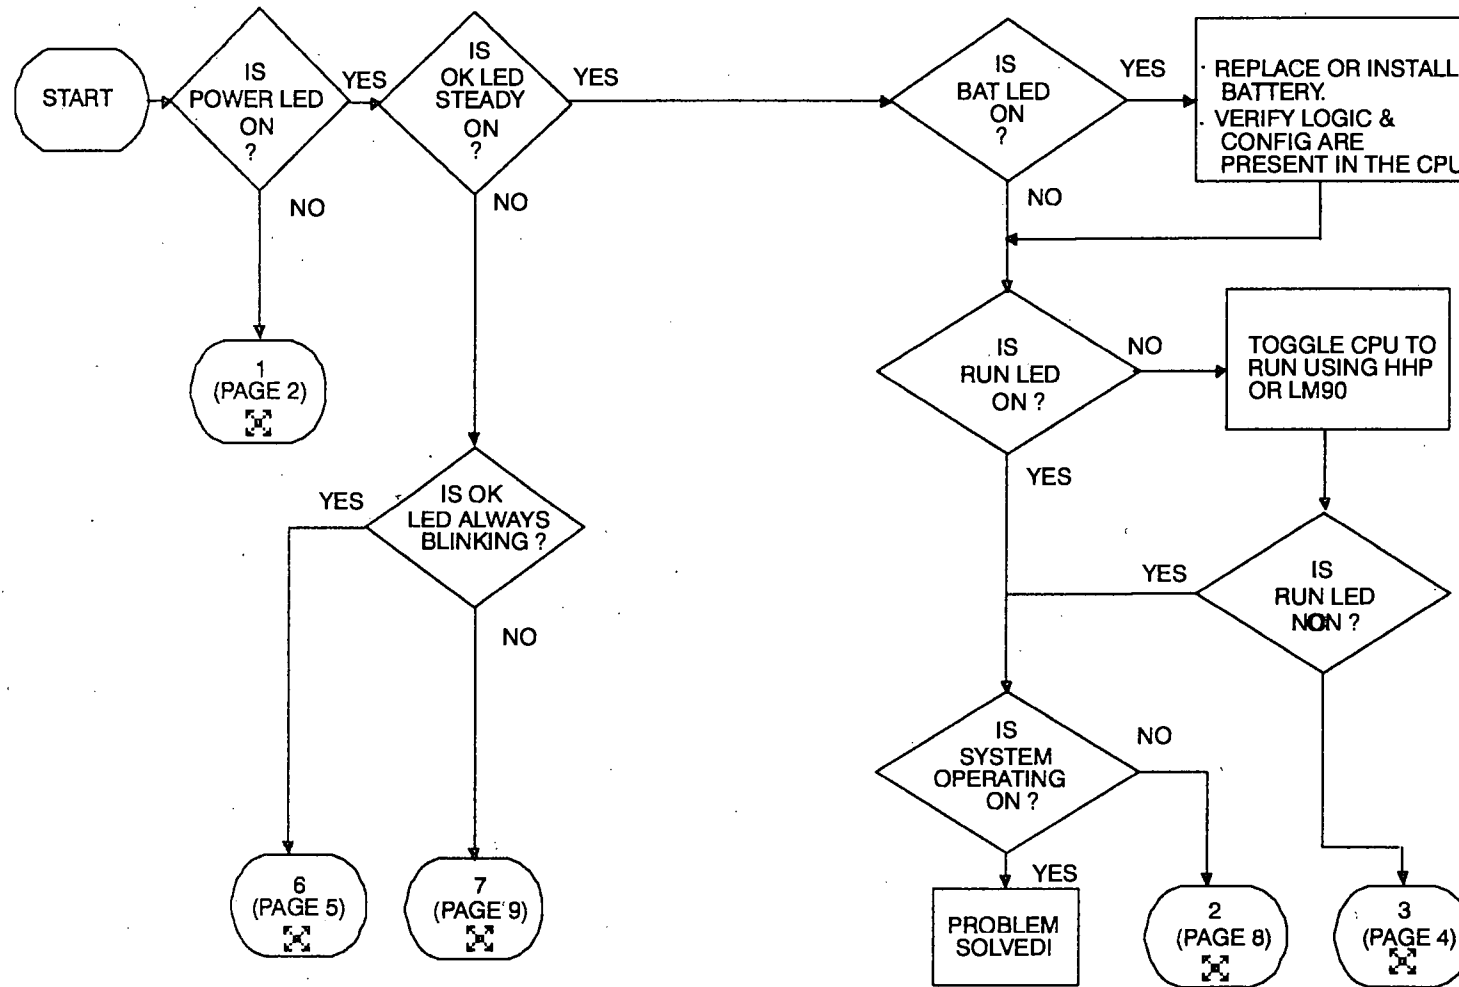 START
IS
POWER LED
ON
?
YES
NO
IS
OK LED
STEADY
ON
?
YES
NO
IS
BAT LED
ON
?
YES
NO
· REPLACE OR INSTALL
BATTERY.
· VERIFY LOGIC &
CONFIG ARE
PRESENT IN THE CPU
1
(PAGE 2)
IS
RUN LED
ON ?
NO
YES
TOGGLE CPU TO
RUN USING HHP
OR LM90
IS OK
LED ALWAYS
BLINKING ?
YES
NO
IS
RUN LED
ON ?
YES
NO
IS
SYSTEM
OPERATING
ON ?
NO
YES
6
(PAGE 5)
7
(PAGE 9)
PROBLEM
SOLVED!
2
(PAGE 8)
3
(PAGE 4)